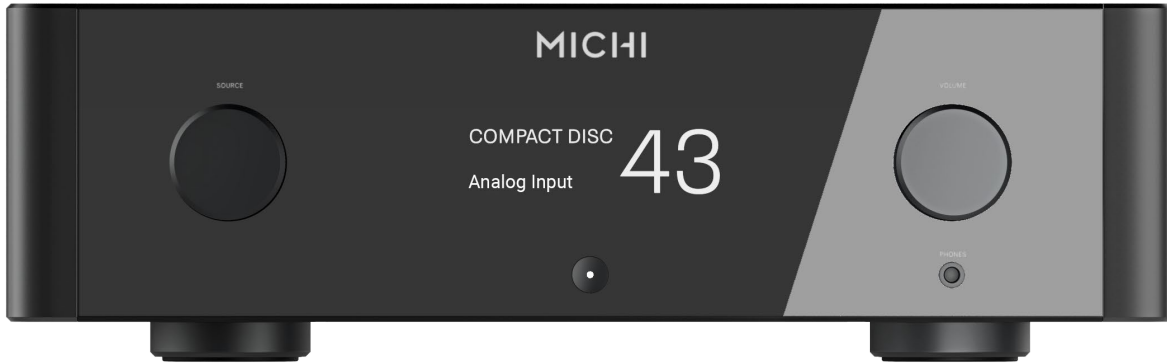 MICHI
SOURCE
VOLUME
COMPACT DISC
43
Analog Input
PHONES